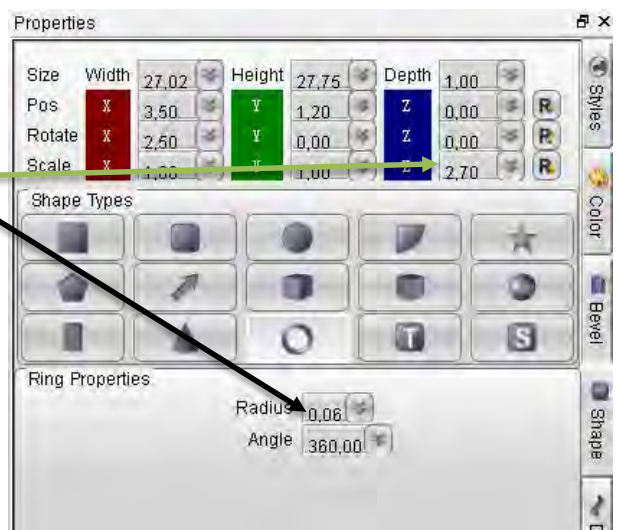 Properties
Size Width 27,02 Height 27,75 Depth 1,00
Pos X 3,50 Y 1,20 Z 0,00 R
Rotate X 2,50 Y 0,00 Z 0,00 R
Scale X 1,00 Y 1,00 Z 2,70 R
Shape Types
T S
Ring Properties
Radius 0,06
Angle 360,00
Styles
Color
Bevel
Shape